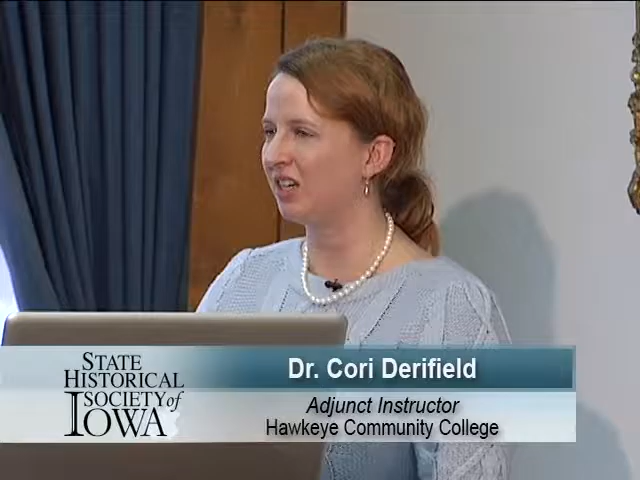 STATE
HISTORICAL
SOCIETY of
IOWA
Dr. Cori Derifield
Adjunct Instructor
Hawkeye Community College